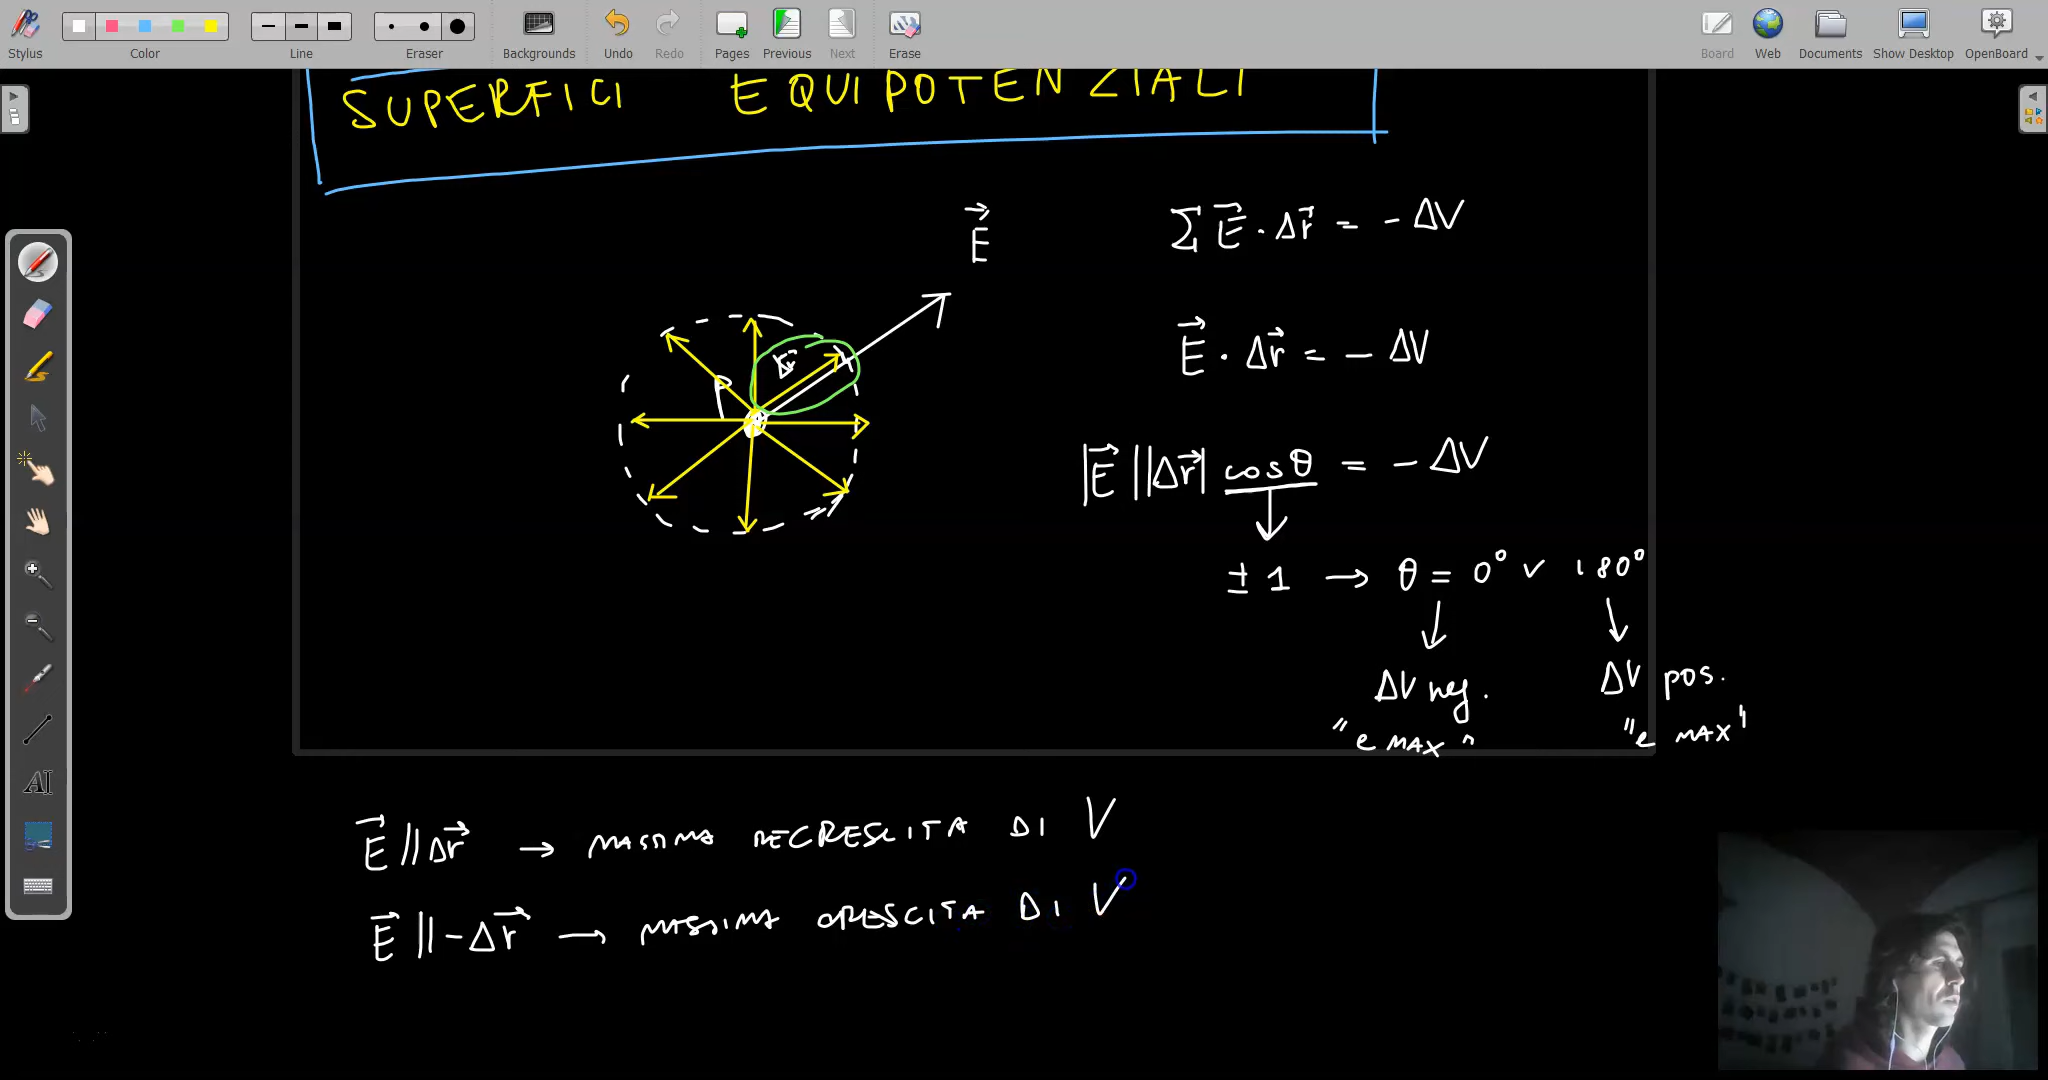 Stylus Color Line Eraser Backgrounds Undo Redo Pages Previous Next Erase Board Web Documents Show Desktop OpenBoard
SUPERFICI EQUIPOTENZIALI
E⃗
Δr⃗
∑ E⃗ · Δr⃗ = - ΔV
E⃗ · Δr⃗ = - ΔV
|E⃗||Δr⃗| cosθ = - ΔV
± 1 → θ = 0° v 180°
ΔV neg. ΔV pos.
"e MAX" "e MAX"
E⃗ // Δr⃗ → MASSIMA DECRESCITA DI V
E⃗ // -Δr⃗ → MASSIMA CRESCITA DI V
AI